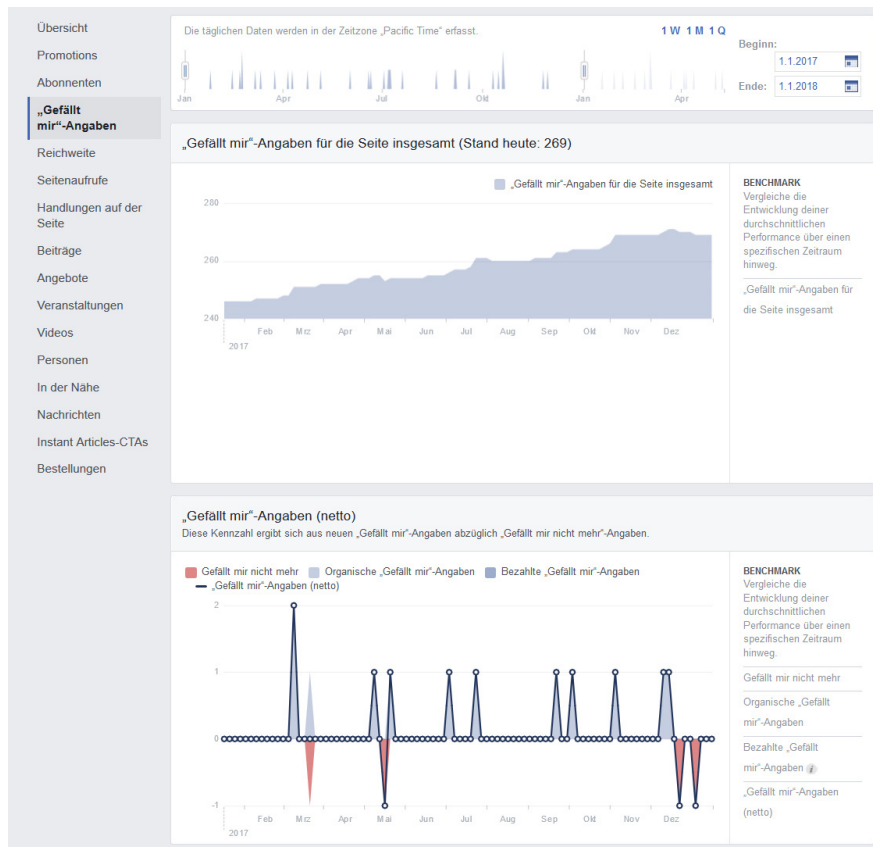 Übersicht
Promotions
Abonnenten
„Gefällt
mir“-Angaben
Reichweite
Seitenaufrufe
Handlungen auf der
Seite
Beiträge
Angebote
Veranstaltungen
Videos
Personen
In der Nähe
Nachrichten
Instant Articles-CTAs
Bestellungen
Die täglichen Daten werden in der Zeitzone „Pacific Time“ erfasst.
1 W 1 M 1 Q
Jan Apr Jul Okt Jan Apr
Beginn:
1.1.2017
Ende: 1.1.2018
„Gefällt mir“-Angaben für die Seite insgesamt (Stand heute: 269)
„Gefällt mir“-Angaben für die Seite insgesamt
280
260
240
Feb Mrz Apr Mai Jun Jul Aug Sep Okt Nov Dez
2017
BENCHMARK
Vergleiche die
Entwicklung deiner
durchschnittlichen
Performance über einen
spezifischen Zeitraum
hinweg.
„Gefällt mir“-Angaben für
die Seite insgesamt
„Gefällt mir“-Angaben (netto)
Diese Kennzahl ergibt sich aus neuen „Gefällt mir“-Angaben abzüglich „Gefällt mir nicht mehr“-Angaben.
Gefällt mir nicht mehr Organische „Gefällt mir“-Angaben Bezahlte „Gefällt mir“-Angaben
„Gefällt mir“-Angaben (netto)
2
1
0
-1
Feb Mrz Apr Mai Jun Jul Aug Sep Okt Nov Dez
2017
BENCHMARK
Vergleiche die
Entwicklung deiner
durchschnittlichen
Performance über einen
spezifischen Zeitraum
hinweg.
Gefällt mir nicht mehr
Organische „Gefällt
mir“-Angaben
Bezahlte „Gefällt
mir“-Angaben i
„Gefällt mir“-Angaben
(netto)